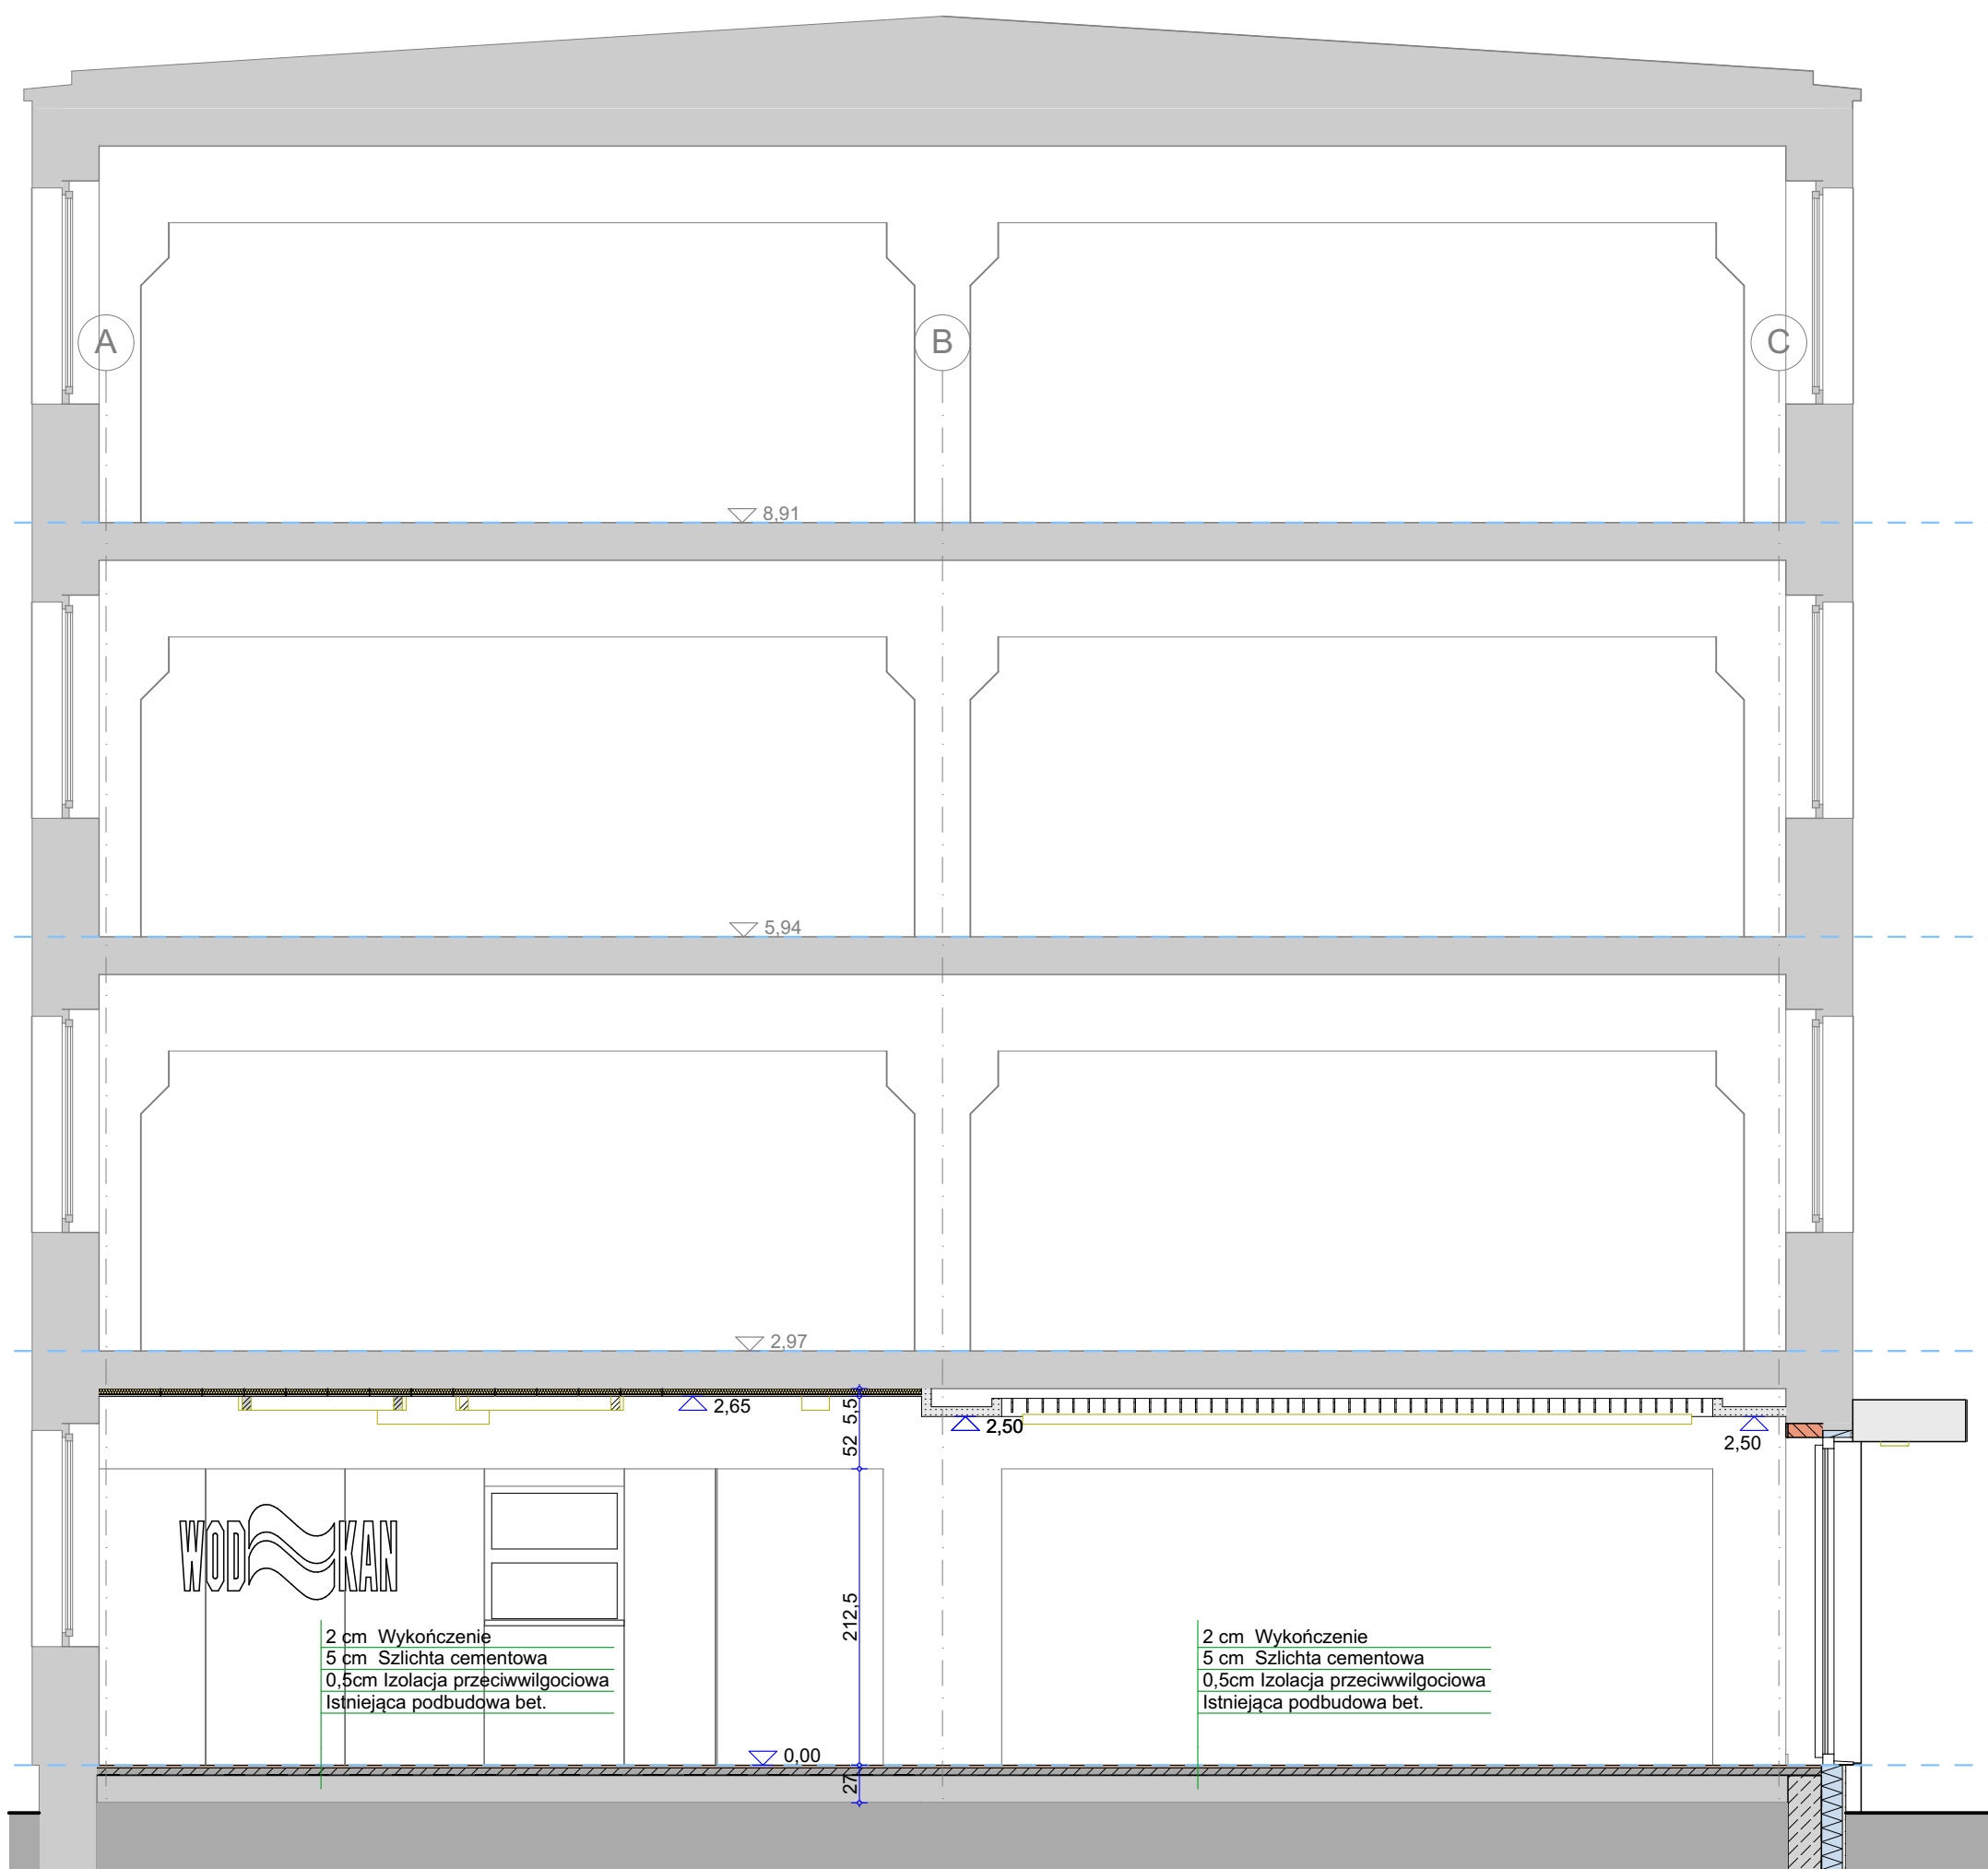 A
B
C
8,91
5,94
2,97
2,65
5,5
2,50
52
2,50
WOD KAN
212,5
2 cm Wykończenie
5 cm Szlichta cementowa
0,5cm Izolacja przeciwwilgociowa
Istniejąca podbudowa bet.
2 cm Wykończenie
5 cm Szlichta cementowa
0,5cm Izolacja przeciwwilgociowa
Istniejąca podbudowa bet.
0,00
27